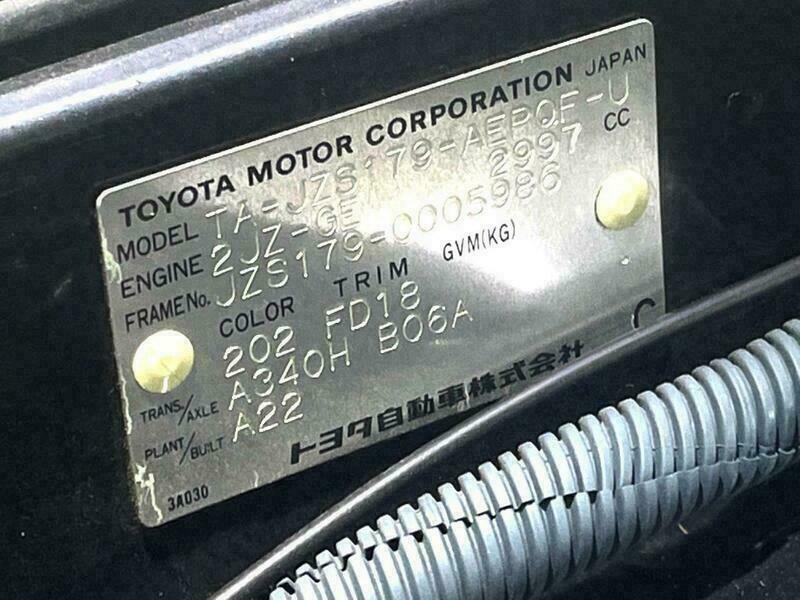 TOYOTA MOTOR CORPORATION JAPAN
MODEL TA-JZS179-AEPQF-U
ENGINE 2JZ-GE 2997 CC
FRAME No. JZS179-0005986
COLOR TRIM GVM(KG)
202 FD18
TRANS/AXLE A340H B06A
PLANT/BUILT A22
トヨタ自動車株式会社
3A030
C